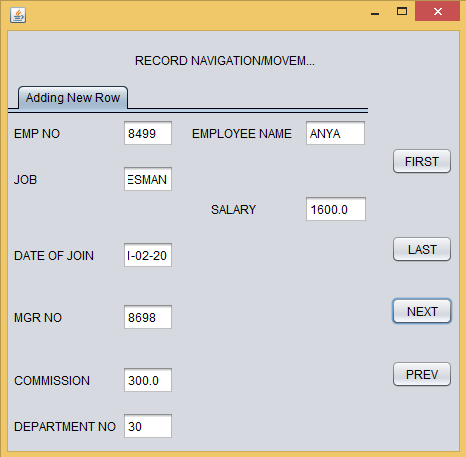 RECORD NAVIGATION/MOVEM...
Adding New Row
EMP NO 8499 EMPLOYEE NAME ANYA
FIRST
JOB ESMAN
SALARY 1600.0
LAST
DATE OF JOIN I-02-20
NEXT
MGR NO 8698
PREV
COMMISSION 300.0
DEPARTMENT NO 30